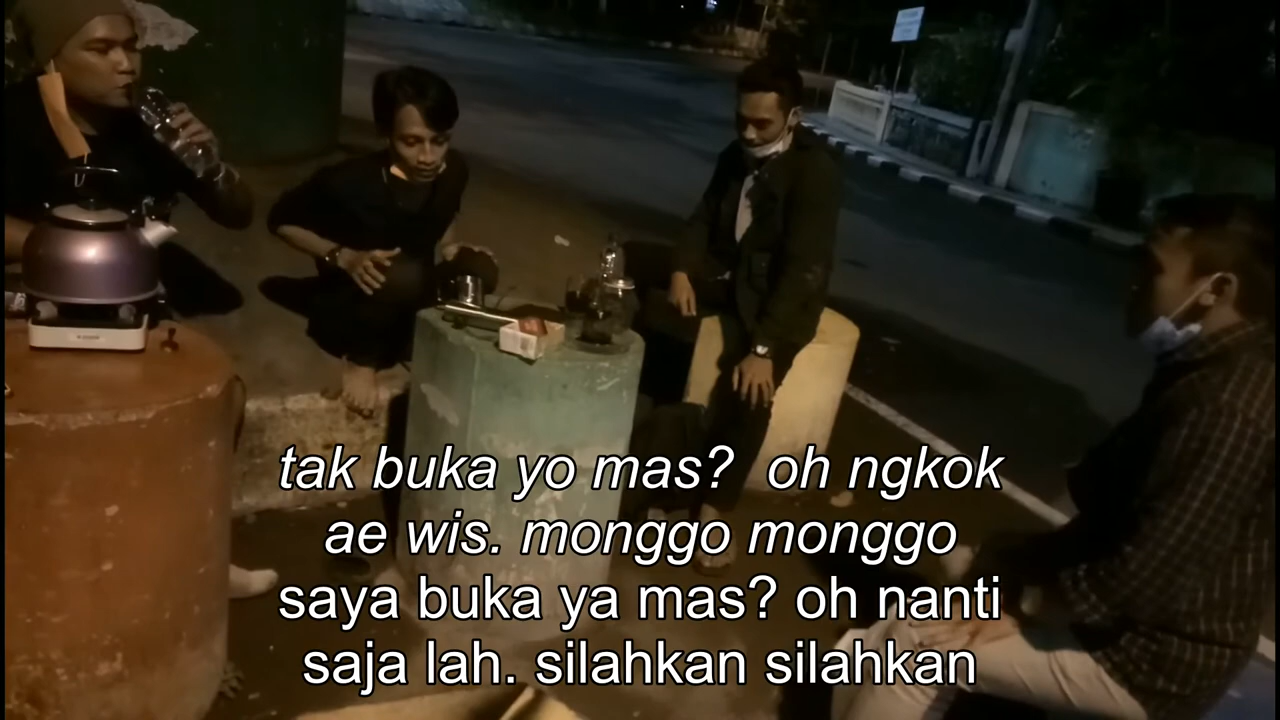 tak buka yo mas?  oh ngkok
ae wis. monggo monggo
saya buka ya mas? oh nanti
saja lah. silahkan silahkan